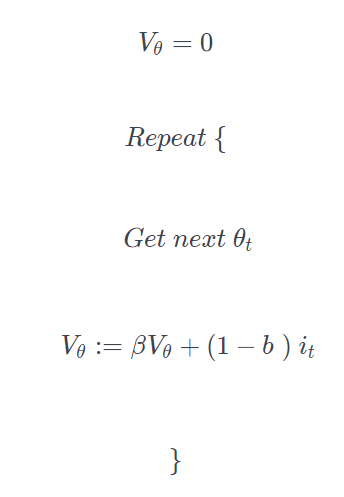 V_θ = 0
Repeat {
Get next θ_t
V_θ := βV_θ + (1 − b ) i_t
}